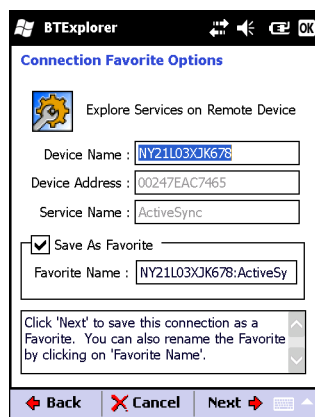 BTExplorer
OK
Connection Favorite Options
Explore Services on Remote Device
Device Name : NY21L03XJK678
Device Address : 00247EAC7465
Service Name : ActiveSync
Save As Favorite
Favorite Name : NY21L03XJK678:ActiveSy
Click 'Next' to save this connection as a
Favorite. You can also rename the Favorite
by clicking on 'Favorite Name'.
Back Cancel Next